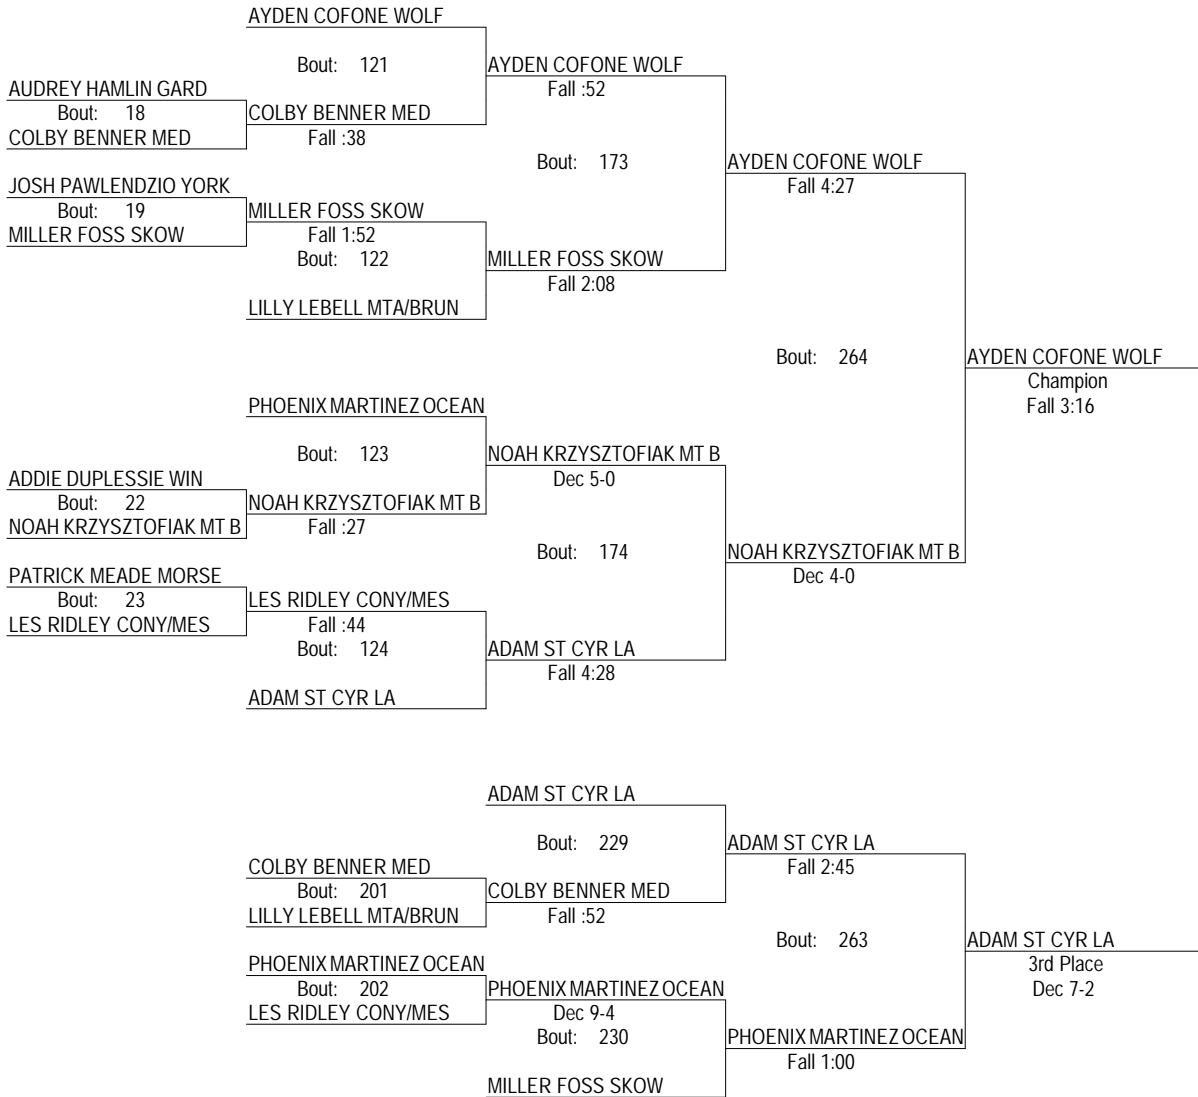 AYDEN COFONE WOLF
Bout: 121
AYDEN COFONE WOLF
Fall :52
AUDREY HAMLIN GARD
Bout: 18
COLBY BENNER MED
COLBY BENNER MED
Fall :38
Bout: 173
AYDEN COFONE WOLF
Fall 4:27
JOSH PAWLENDZIO YORK
Bout: 19
MILLER FOSS SKOW
MILLER FOSS SKOW
Fall 1:52
Bout: 122
MILLER FOSS SKOW
Fall 2:08
LILLY LEBELL MTA/BRUN
Bout: 264
AYDEN COFONE WOLF
Champion
Fall 3:16
PHOENIX MARTINEZ OCEAN
Bout: 123
NOAH KRZYSZTOFIAK MT B
Dec 5-0
ADDIE DUPLESSIE WIN
Bout: 22
NOAH KRZYSZTOFIAK MT B
NOAH KRZYSZTOFIAK MT B
Fall :27
Bout: 174
NOAH KRZYSZTOFIAK MT B
Dec 4-0
PATRICK MEADE MORSE
Bout: 23
LES RIDLEY CONY/MES
LES RIDLEY CONY/MES
Fall :44
Bout: 124
ADAM ST CYR LA
Fall 4:28
ADAM ST CYR LA
ADAM ST CYR LA
Bout: 229
ADAM ST CYR LA
Fall 2:45
COLBY BENNER MED
Bout: 201
LILLY LEBELL MTA/BRUN
COLBY BENNER MED
Fall :52
Bout: 263
ADAM ST CYR LA
3rd Place
Dec 7-2
PHOENIX MARTINEZ OCEAN
Bout: 202
LES RIDLEY CONY/MES
PHOENIX MARTINEZ OCEAN
Dec 9-4
Bout: 230
PHOENIX MARTINEZ OCEAN
Fall 1:00
MILLER FOSS SKOW